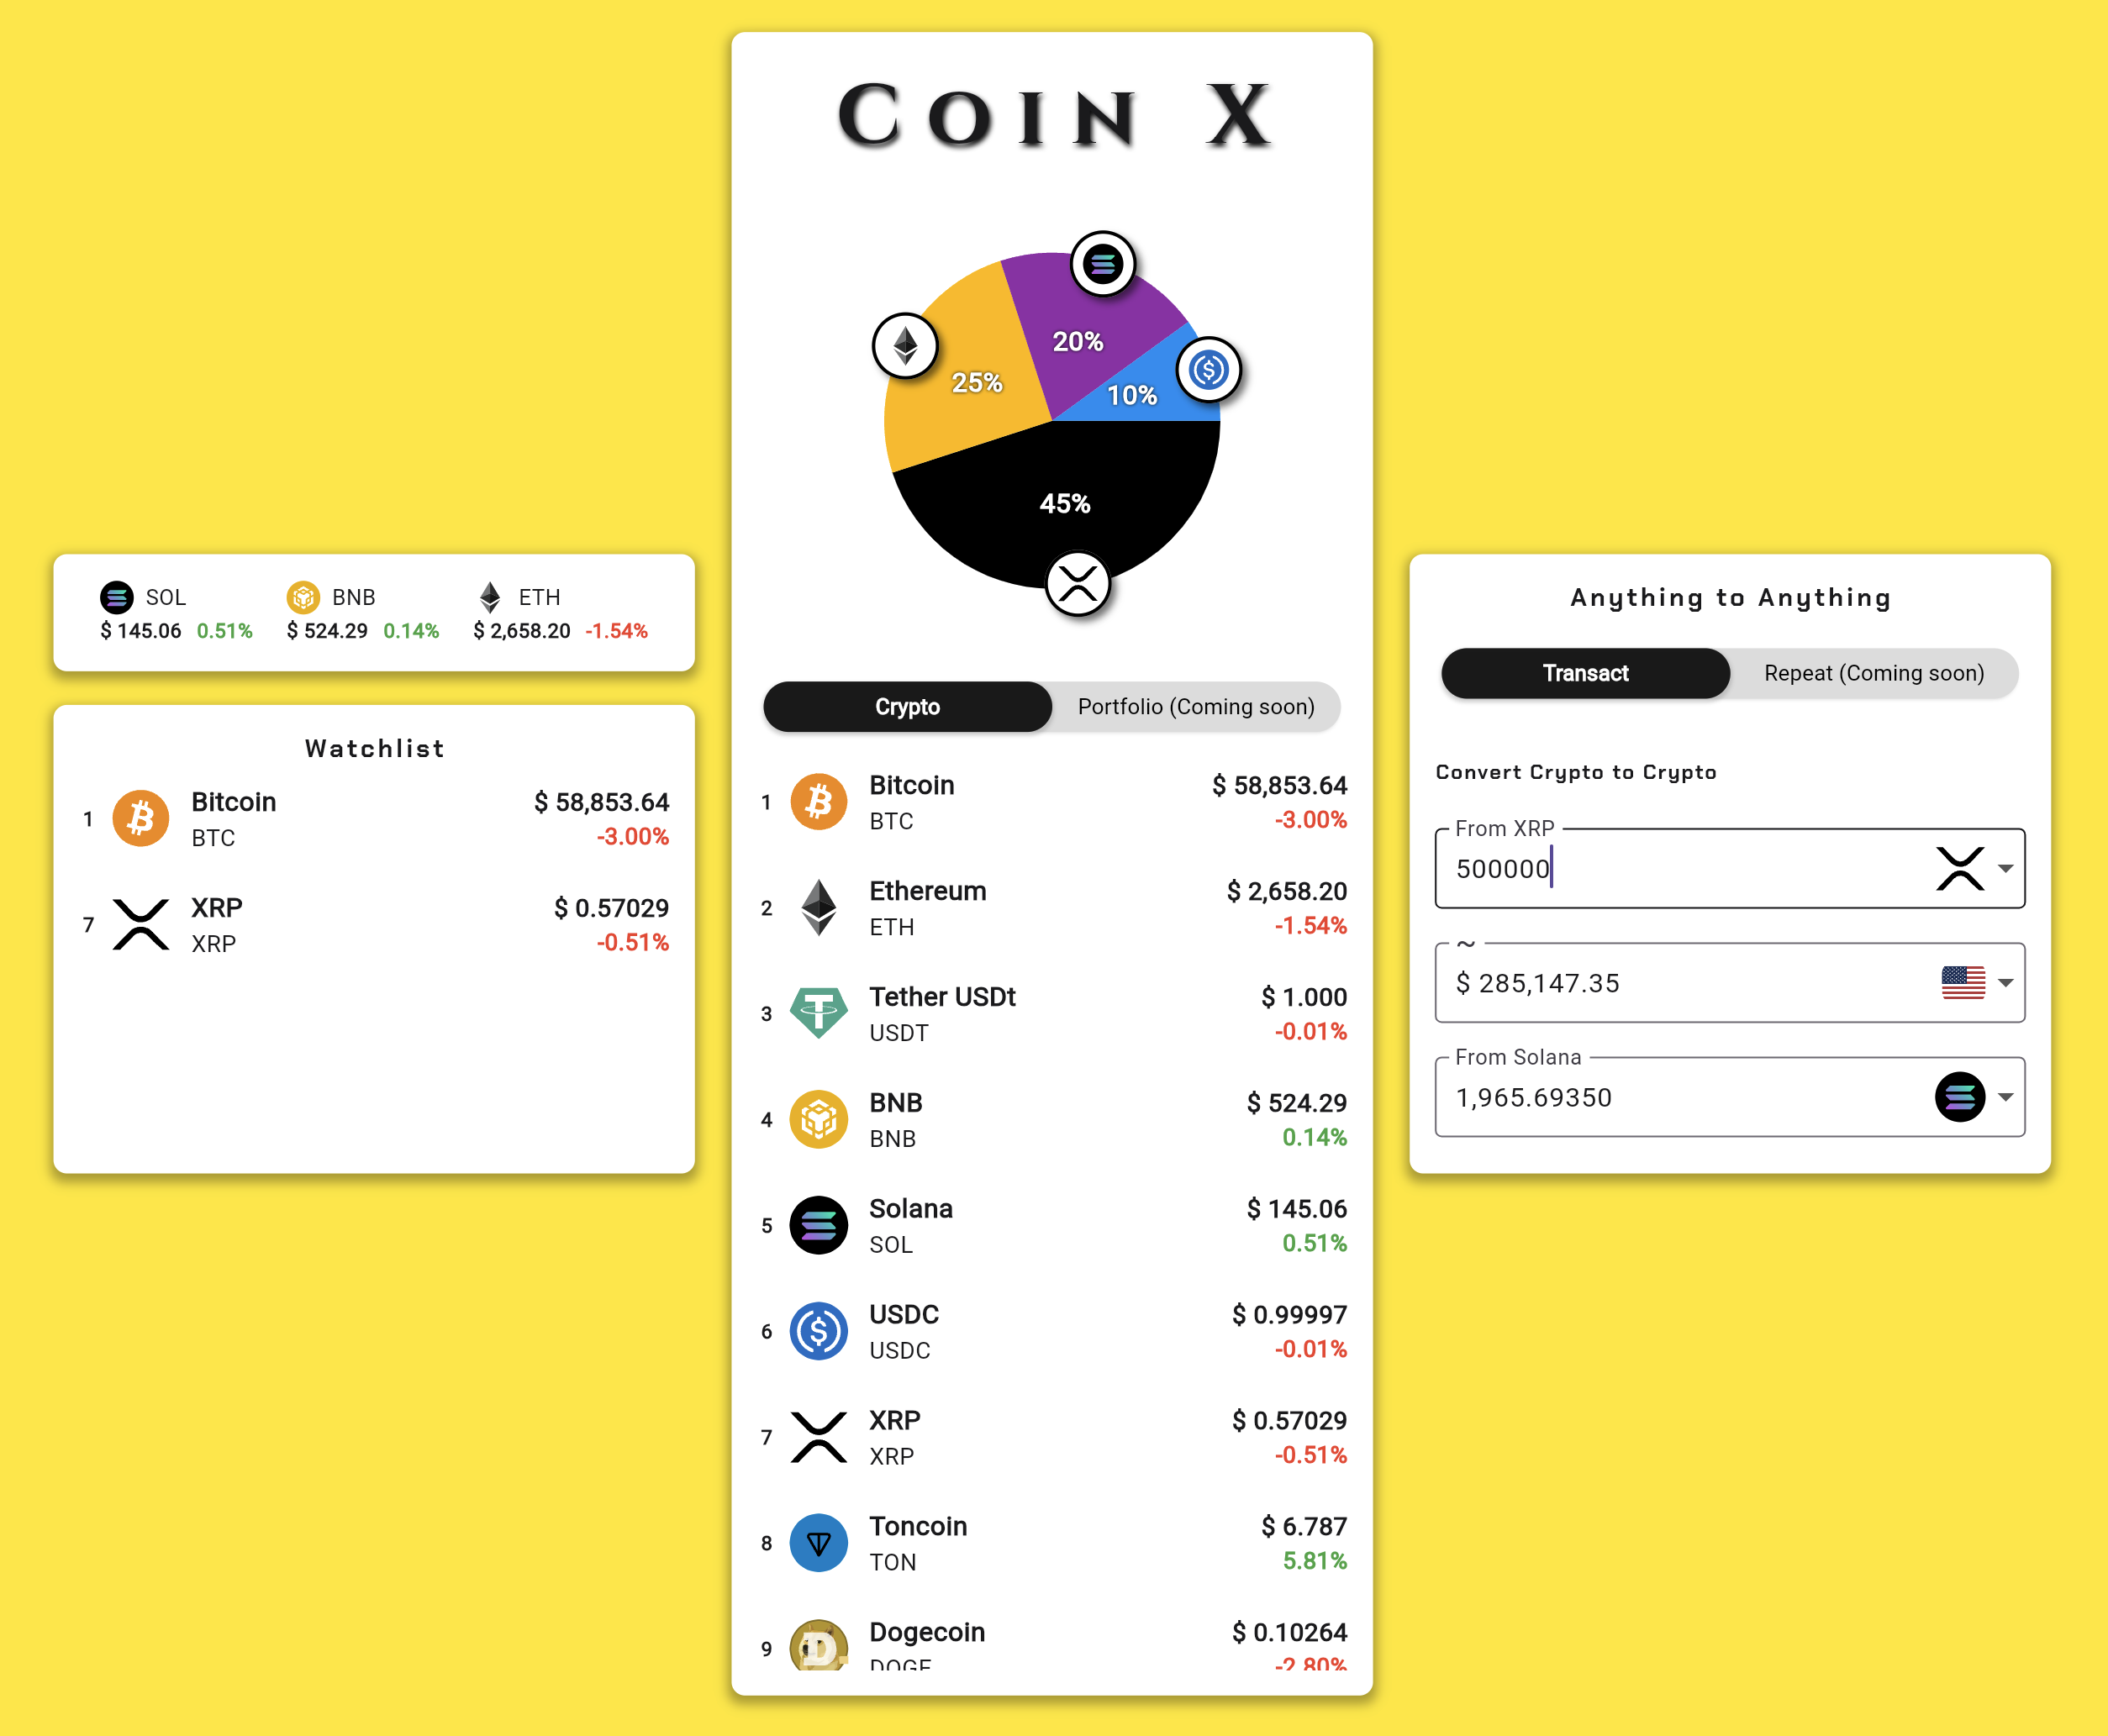 COIN X
20%
25%
10%
45%
SOL
$ 145.06 0.51%
BNB
$ 524.29 0.14%
ETH
$ 2,658.20 -1.54%
Watchlist
1
Bitcoin
BTC
$ 58,853.64
-3.00%
7
XRP
XRP
$ 0.57029
-0.51%
Crypto
Portfolio (Coming soon)
1
Bitcoin
BTC
$ 58,853.64
-3.00%
2
Ethereum
ETH
$ 2,658.20
-1.54%
3
Tether USDt
USDT
$ 1.000
-0.01%
4
BNB
BNB
$ 524.29
0.14%
5
Solana
SOL
$ 145.06
0.51%
6
USDC
USDC
$ 0.99997
-0.01%
7
XRP
XRP
$ 0.57029
-0.51%
8
Toncoin
TON
$ 6.787
5.81%
9
Dogecoin
DOGE
$ 0.10264
-2.80%
Anything to Anything
Transact
Repeat (Coming soon)
Convert Crypto to Crypto
From XRP
500000
~
$ 285,147.35
From Solana
1,965.69350